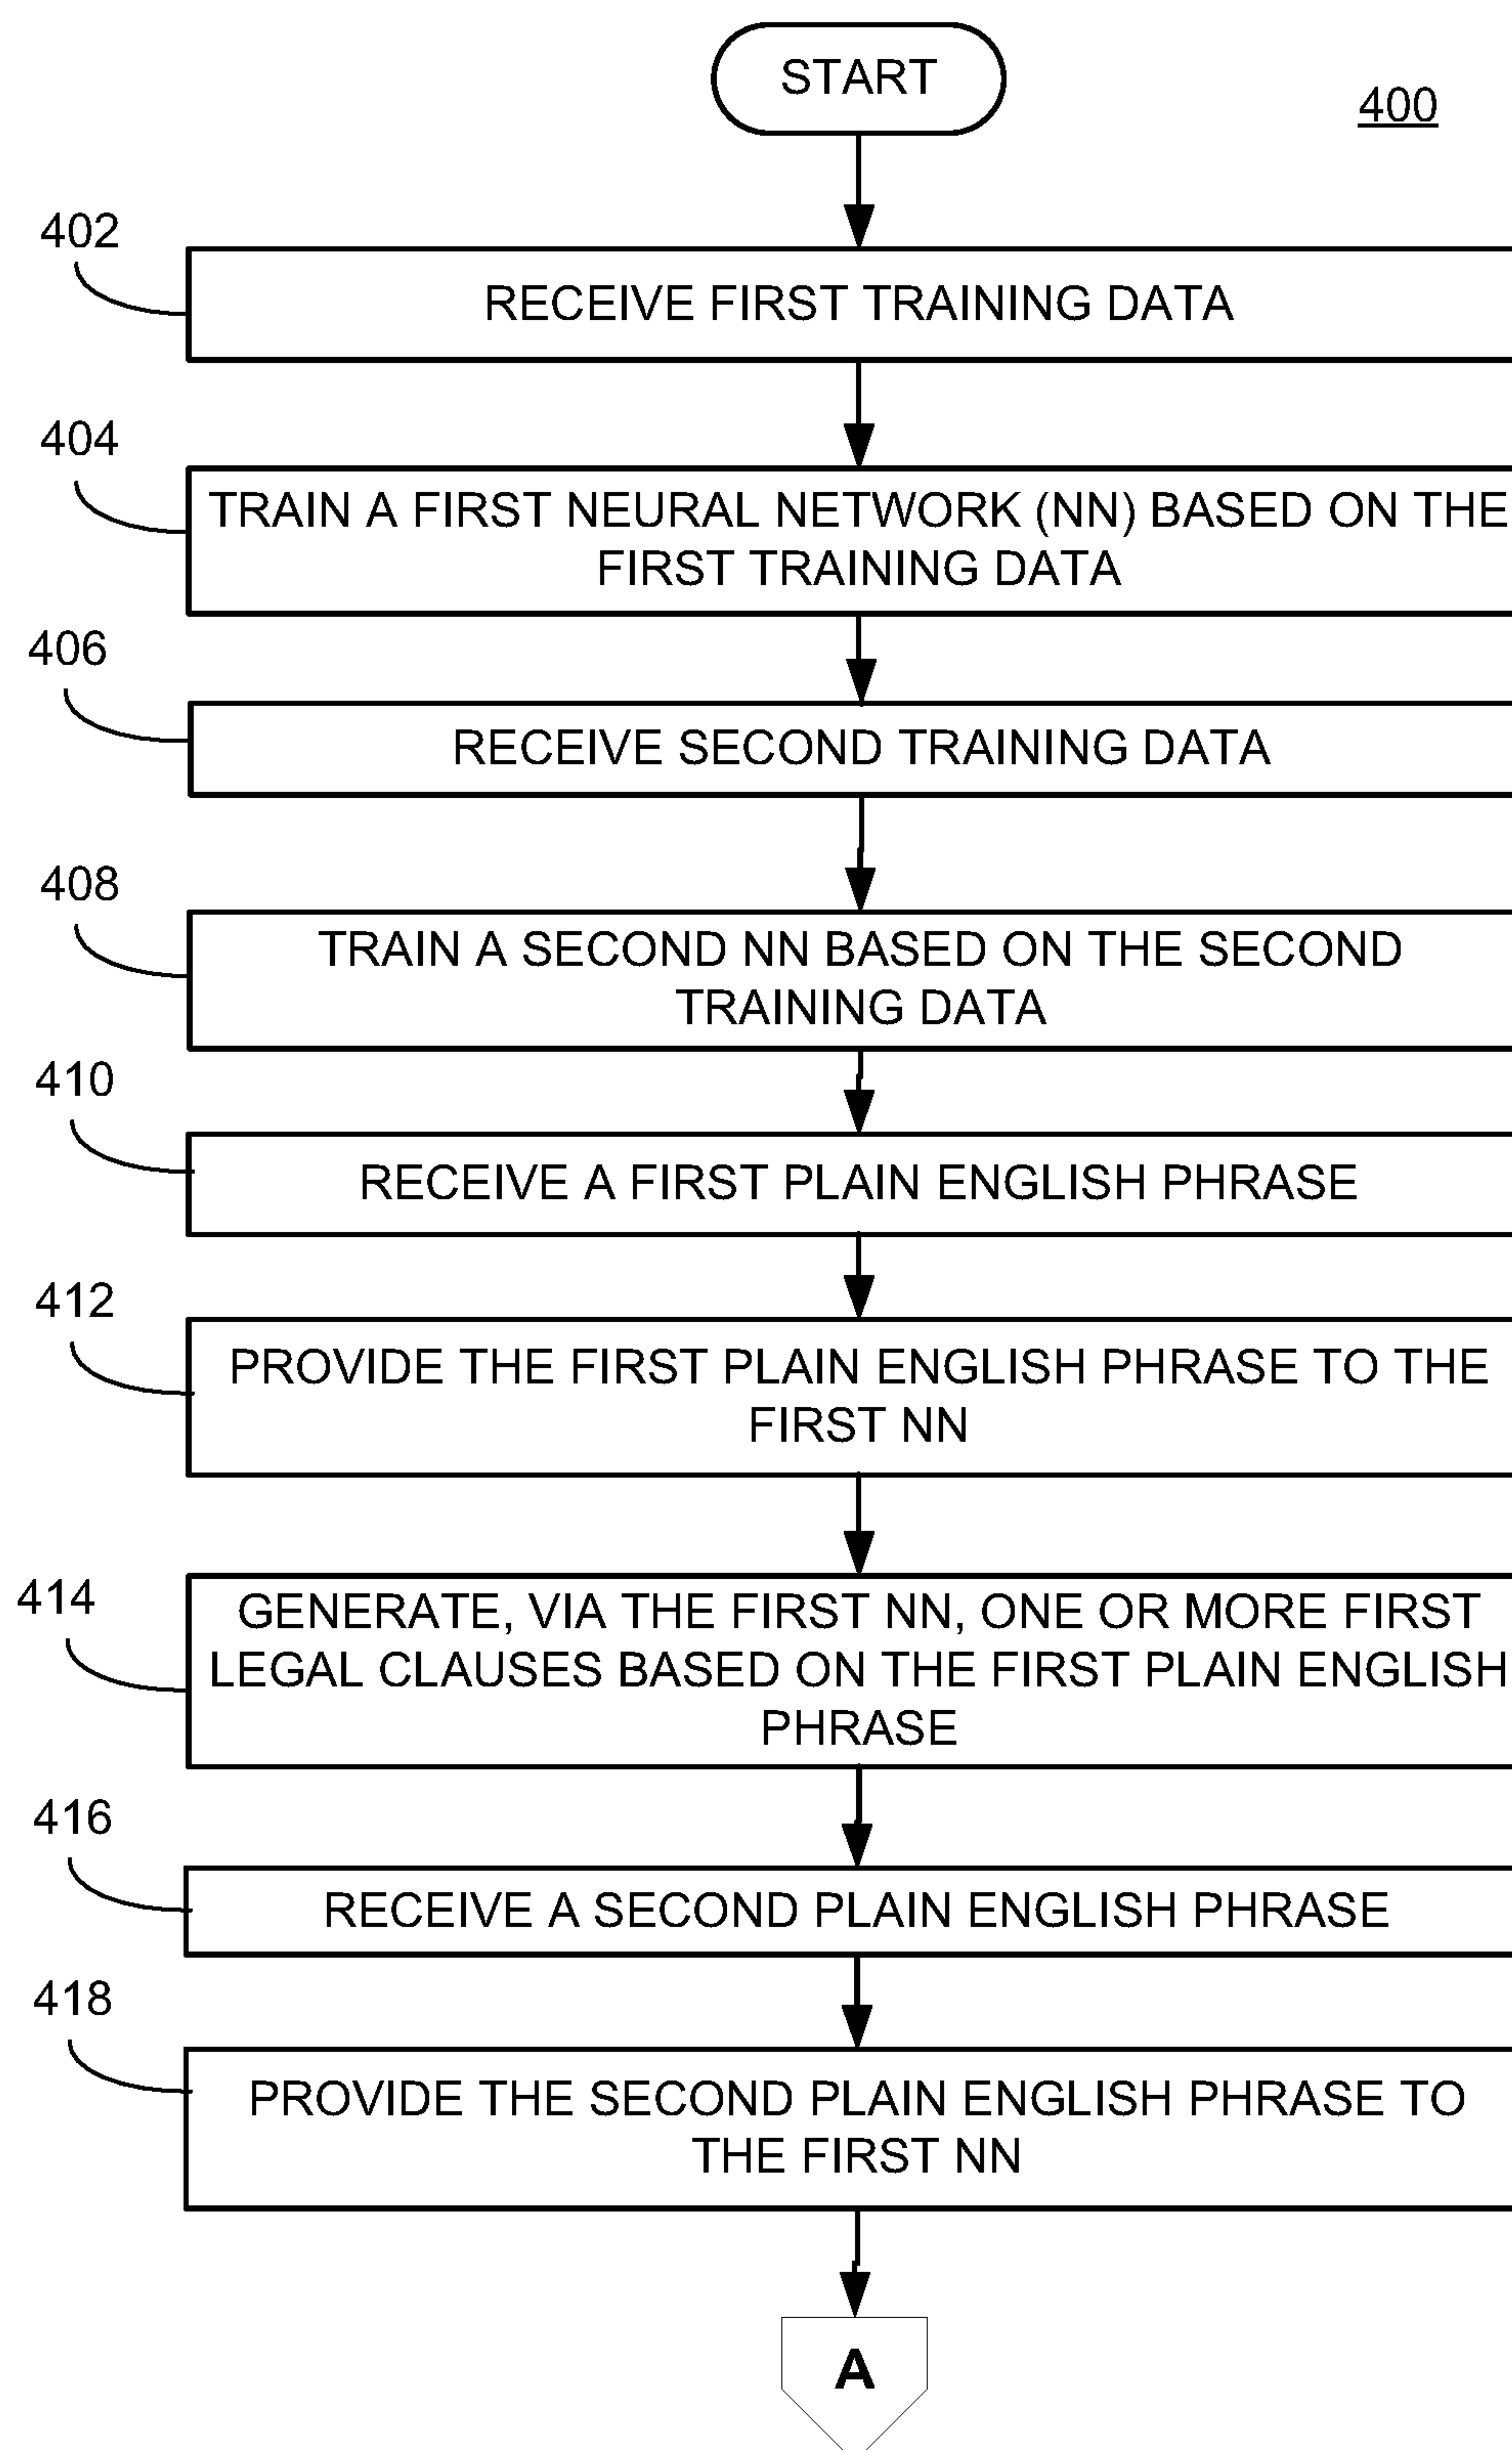 START
400
402
RECEIVE FIRST TRAINING DATA
404
TRAIN A FIRST NEURAL NETWORK (NN) BASED ON THE
FIRST TRAINING DATA
406
RECEIVE SECOND TRAINING DATA
408
TRAIN A SECOND NN BASED ON THE SECOND
TRAINING DATA
410
RECEIVE A FIRST PLAIN ENGLISH PHRASE
412
PROVIDE THE FIRST PLAIN ENGLISH PHRASE TO THE
FIRST NN
414
GENERATE, VIA THE FIRST NN, ONE OR MORE FIRST
LEGAL CLAUSES BASED ON THE FIRST PLAIN ENGLISH
PHRASE
416
RECEIVE A SECOND PLAIN ENGLISH PHRASE
418
PROVIDE THE SECOND PLAIN ENGLISH PHRASE TO
THE FIRST NN
A